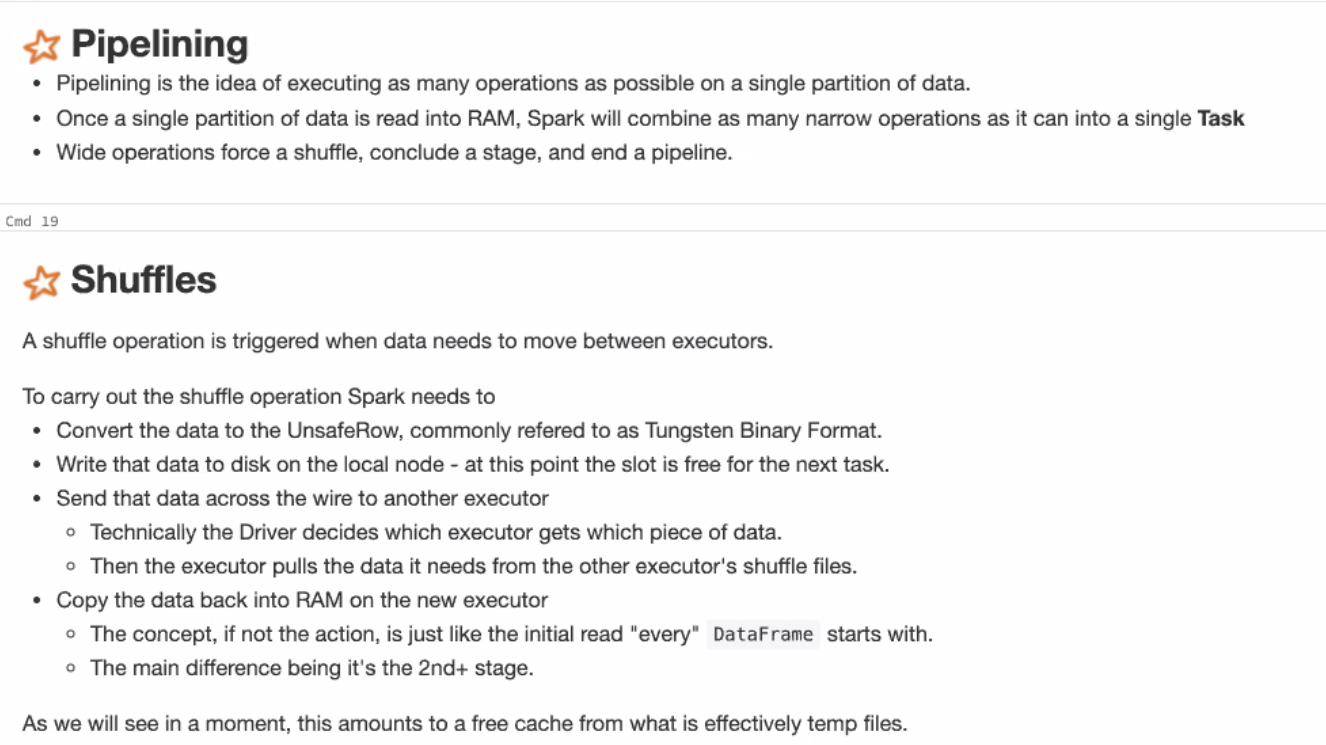 Pipelining
• Pipelining is the idea of executing as many operations as possible on a single partition of data.
• Once a single partition of data is read into RAM, Spark will combine as many narrow operations as it can into a single Task
• Wide operations force a shuffle, conclude a stage, and end a pipeline.
Cmd 19
Shuffles
A shuffle operation is triggered when data needs to move between executors.
To carry out the shuffle operation Spark needs to
• Convert the data to the UnsafeRow, commonly refered to as Tungsten Binary Format.
• Write that data to disk on the local node - at this point the slot is free for the next task.
• Send that data across the wire to another executor
◦ Technically the Driver decides which executor gets which piece of data.
◦ Then the executor pulls the data it needs from the other executor's shuffle files.
• Copy the data back into RAM on the new executor
◦ The concept, if not the action, is just like the initial read "every" DataFrame starts with.
◦ The main difference being it's the 2nd+ stage.
As we will see in a moment, this amounts to a free cache from what is effectively temp files.